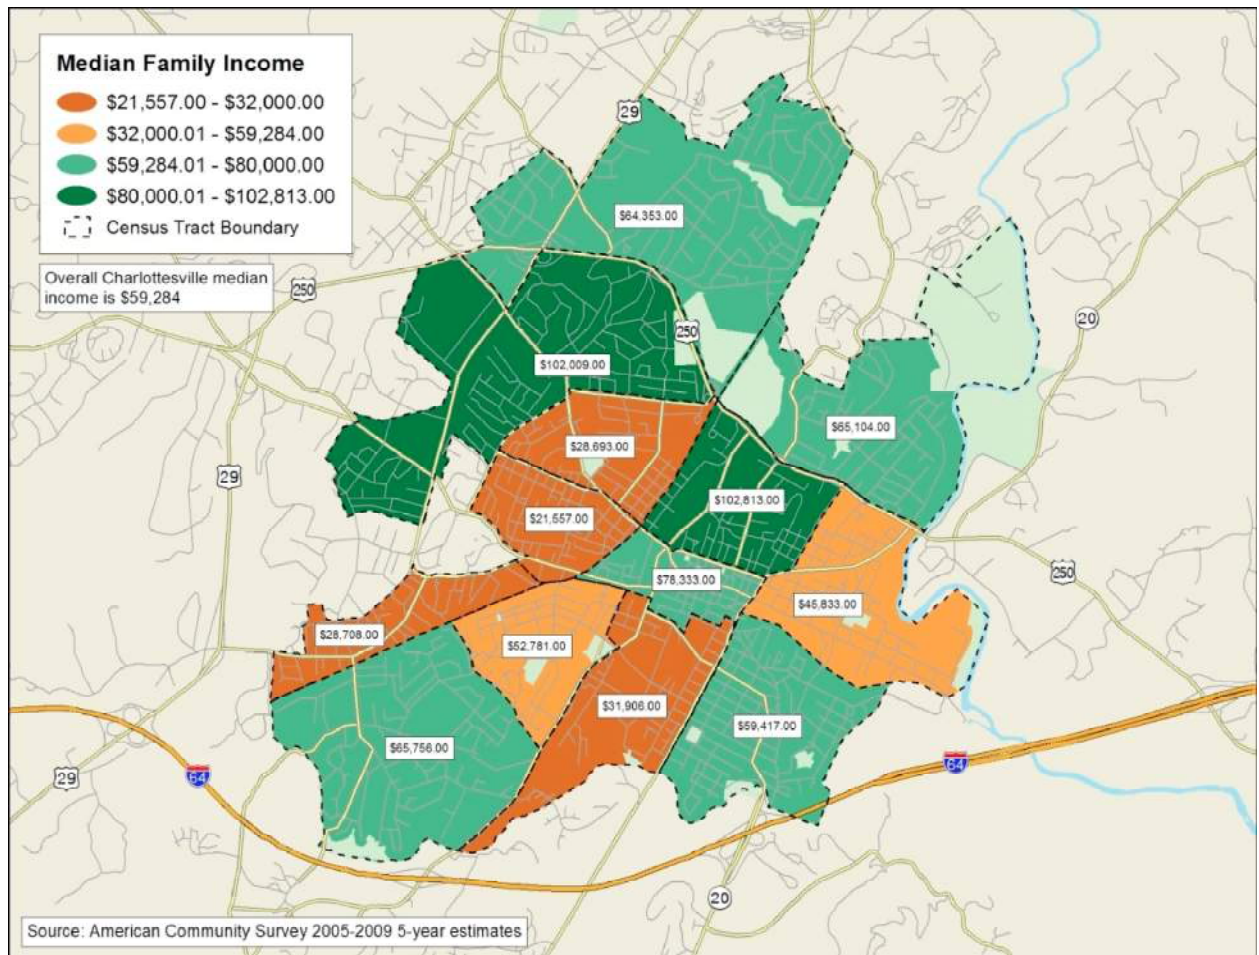 Median Family Income
$21,557.00 - $32,000.00
$32,000.01 - $59,284.00
$59,284.01 - $80,000.00
$80,000.01 - $102,813.00
Census Tract Boundary
Overall Charlottesville median
income is $59,284
29
$64,353.00
250
250
20
$102,009.00
$65,104.00
$28,693.00
29
$102,813.00
$21,557.00
$78,333.00
250
$45,833.00
$28,708.00
$52,781.00
$31,906.00
$59,417.00
$65,756.00
64
29
64
20
Source: American Community Survey 2005-2009 5-year estimates